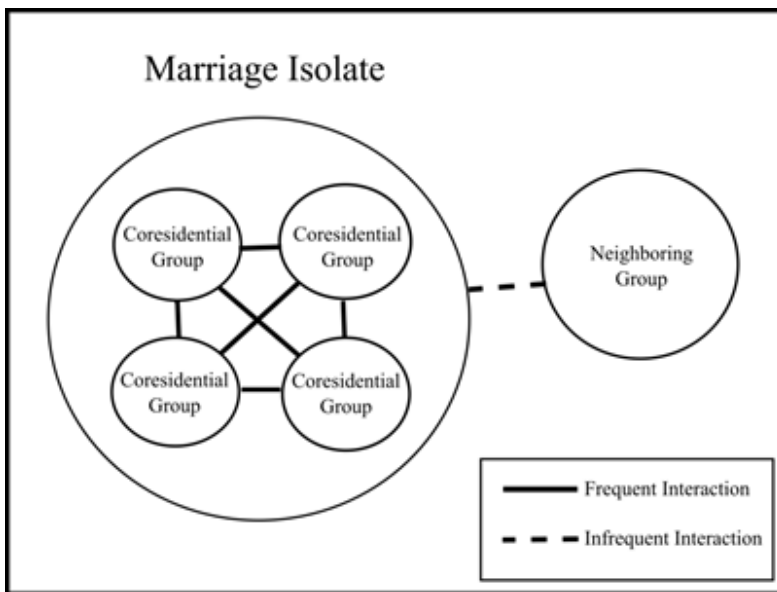 Marriage Isolate
Coresidential
Group
Coresidential
Group
Coresidential
Group
Coresidential
Group
Neighboring
Group
Frequent Interaction
Infrequent Interaction